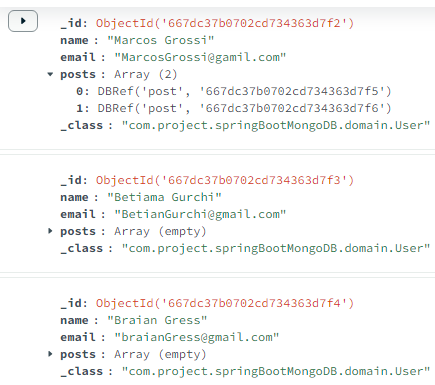 _id: ObjectId('667dc37b0702cd734363d7f2')
name : "Marcos Grossi"
email : "MarcosGrossi@gamil.com"
posts : Array (2)
0: DBRef('post', '667dc37b0702cd734363d7f5')
1: DBRef('post', '667dc37b0702cd734363d7f6')
_class : "com.project.springBootMongoDB.domain.User"
_id: ObjectId('667dc37b0702cd734363d7f3')
name : "Betiama Gurchi"
email : "BetianGurchi@gmail.com"
posts : Array (empty)
_class : "com.project.springBootMongoDB.domain.User"
_id: ObjectId('667dc37b0702cd734363d7f4')
name : "Braian Gress"
email : "braianGress@gmail.com"
posts : Array (empty)
_class : "com.project.springBootMongoDB.domain.User"